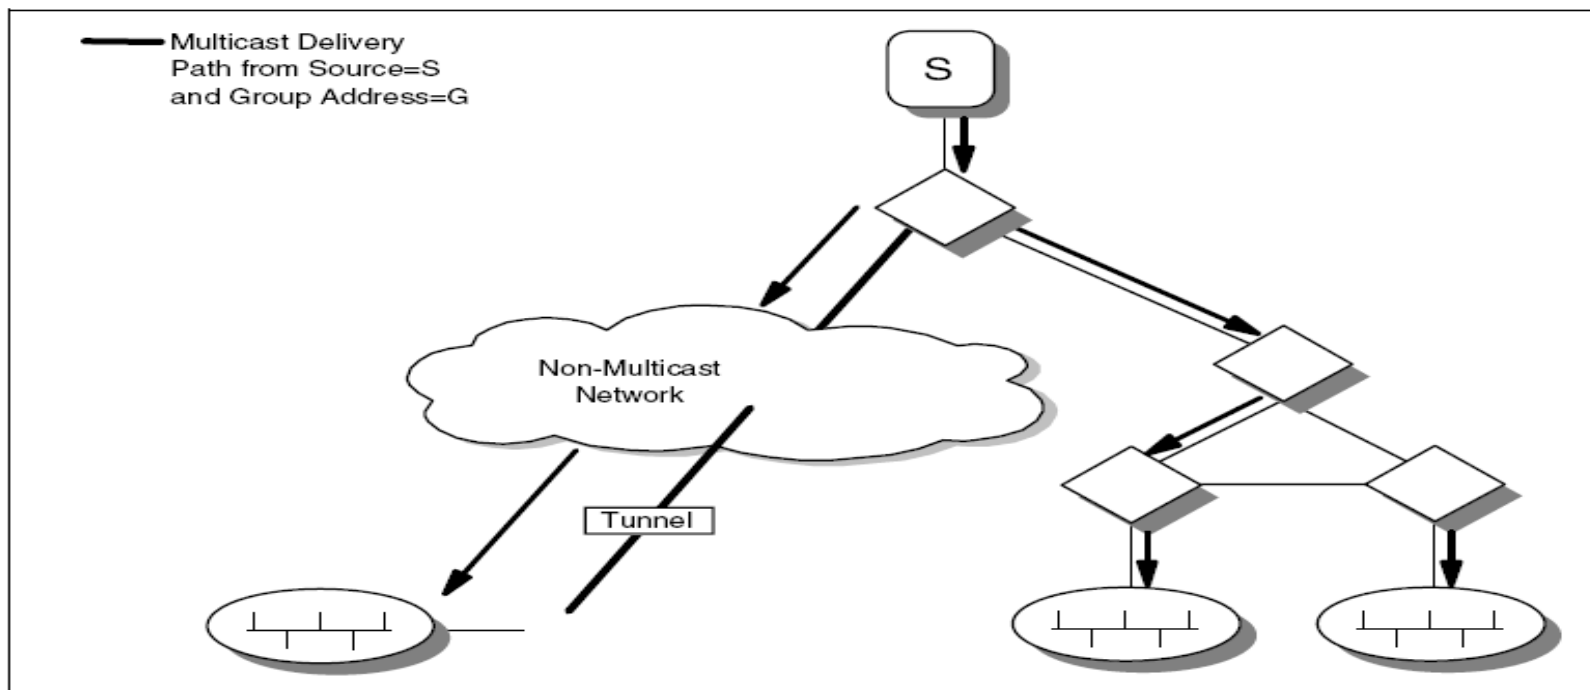 Multicast Delivery
Path from Source=S
and Group Address=G
S
Non-Multicast
Network
Tunnel